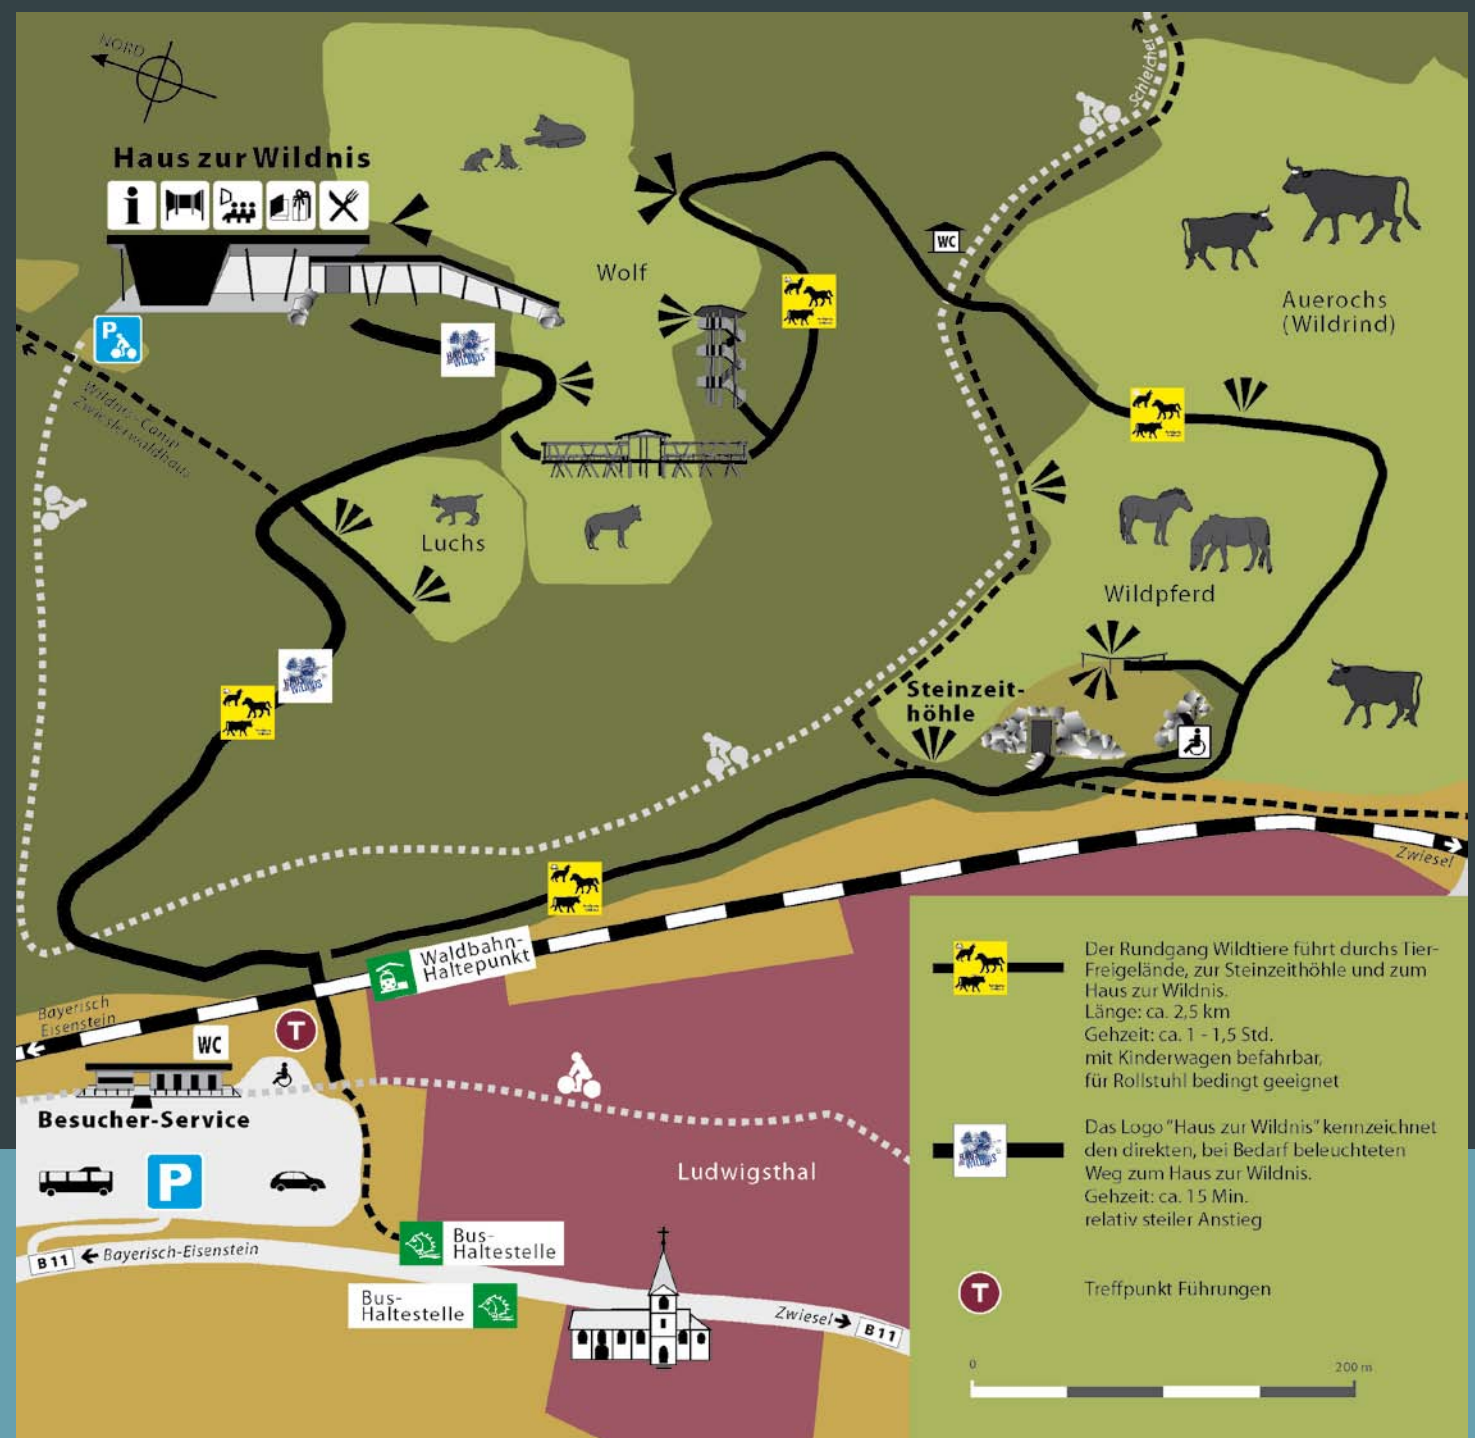 NORD
Schleicher
Haus zur Wildnis
WC
Wolf
Auerochs
(Wildrind)
P
Wildnis-Camp
Zwieslerwaldhaus
Luchs
Wildpferd
Steinzeit-
höhle
Zwiesel
Waldbahn-
Haltepunkt
Bayerisch
Eisenstein
WC
T
Besucher-Service
P
Ludwigsthal
B11
Bayerisch-Eisenstein
Bus-
Haltestelle
Bus-
Haltestelle
Zwiesel
B11
Der Rundgang Wildtiere führt durchs Tier-
Freigelände, zur Steinzeithöhle und zum
Haus zur Wildnis.
Länge: ca. 2,5 km
Gehzeit: ca. 1 - 1,5 Std.
mit Kinderwagen befahrbar,
für Rollstuhl bedingt geeignet
Das Logo "Haus zur Wildnis" kennzeichnet
den direkten, bei Bedarf beleuchteten
Weg zum Haus zur Wildnis.
Gehzeit: ca. 15 Min.
relativ steiler Anstieg
T
Treffpunkt Führungen
0
200 m